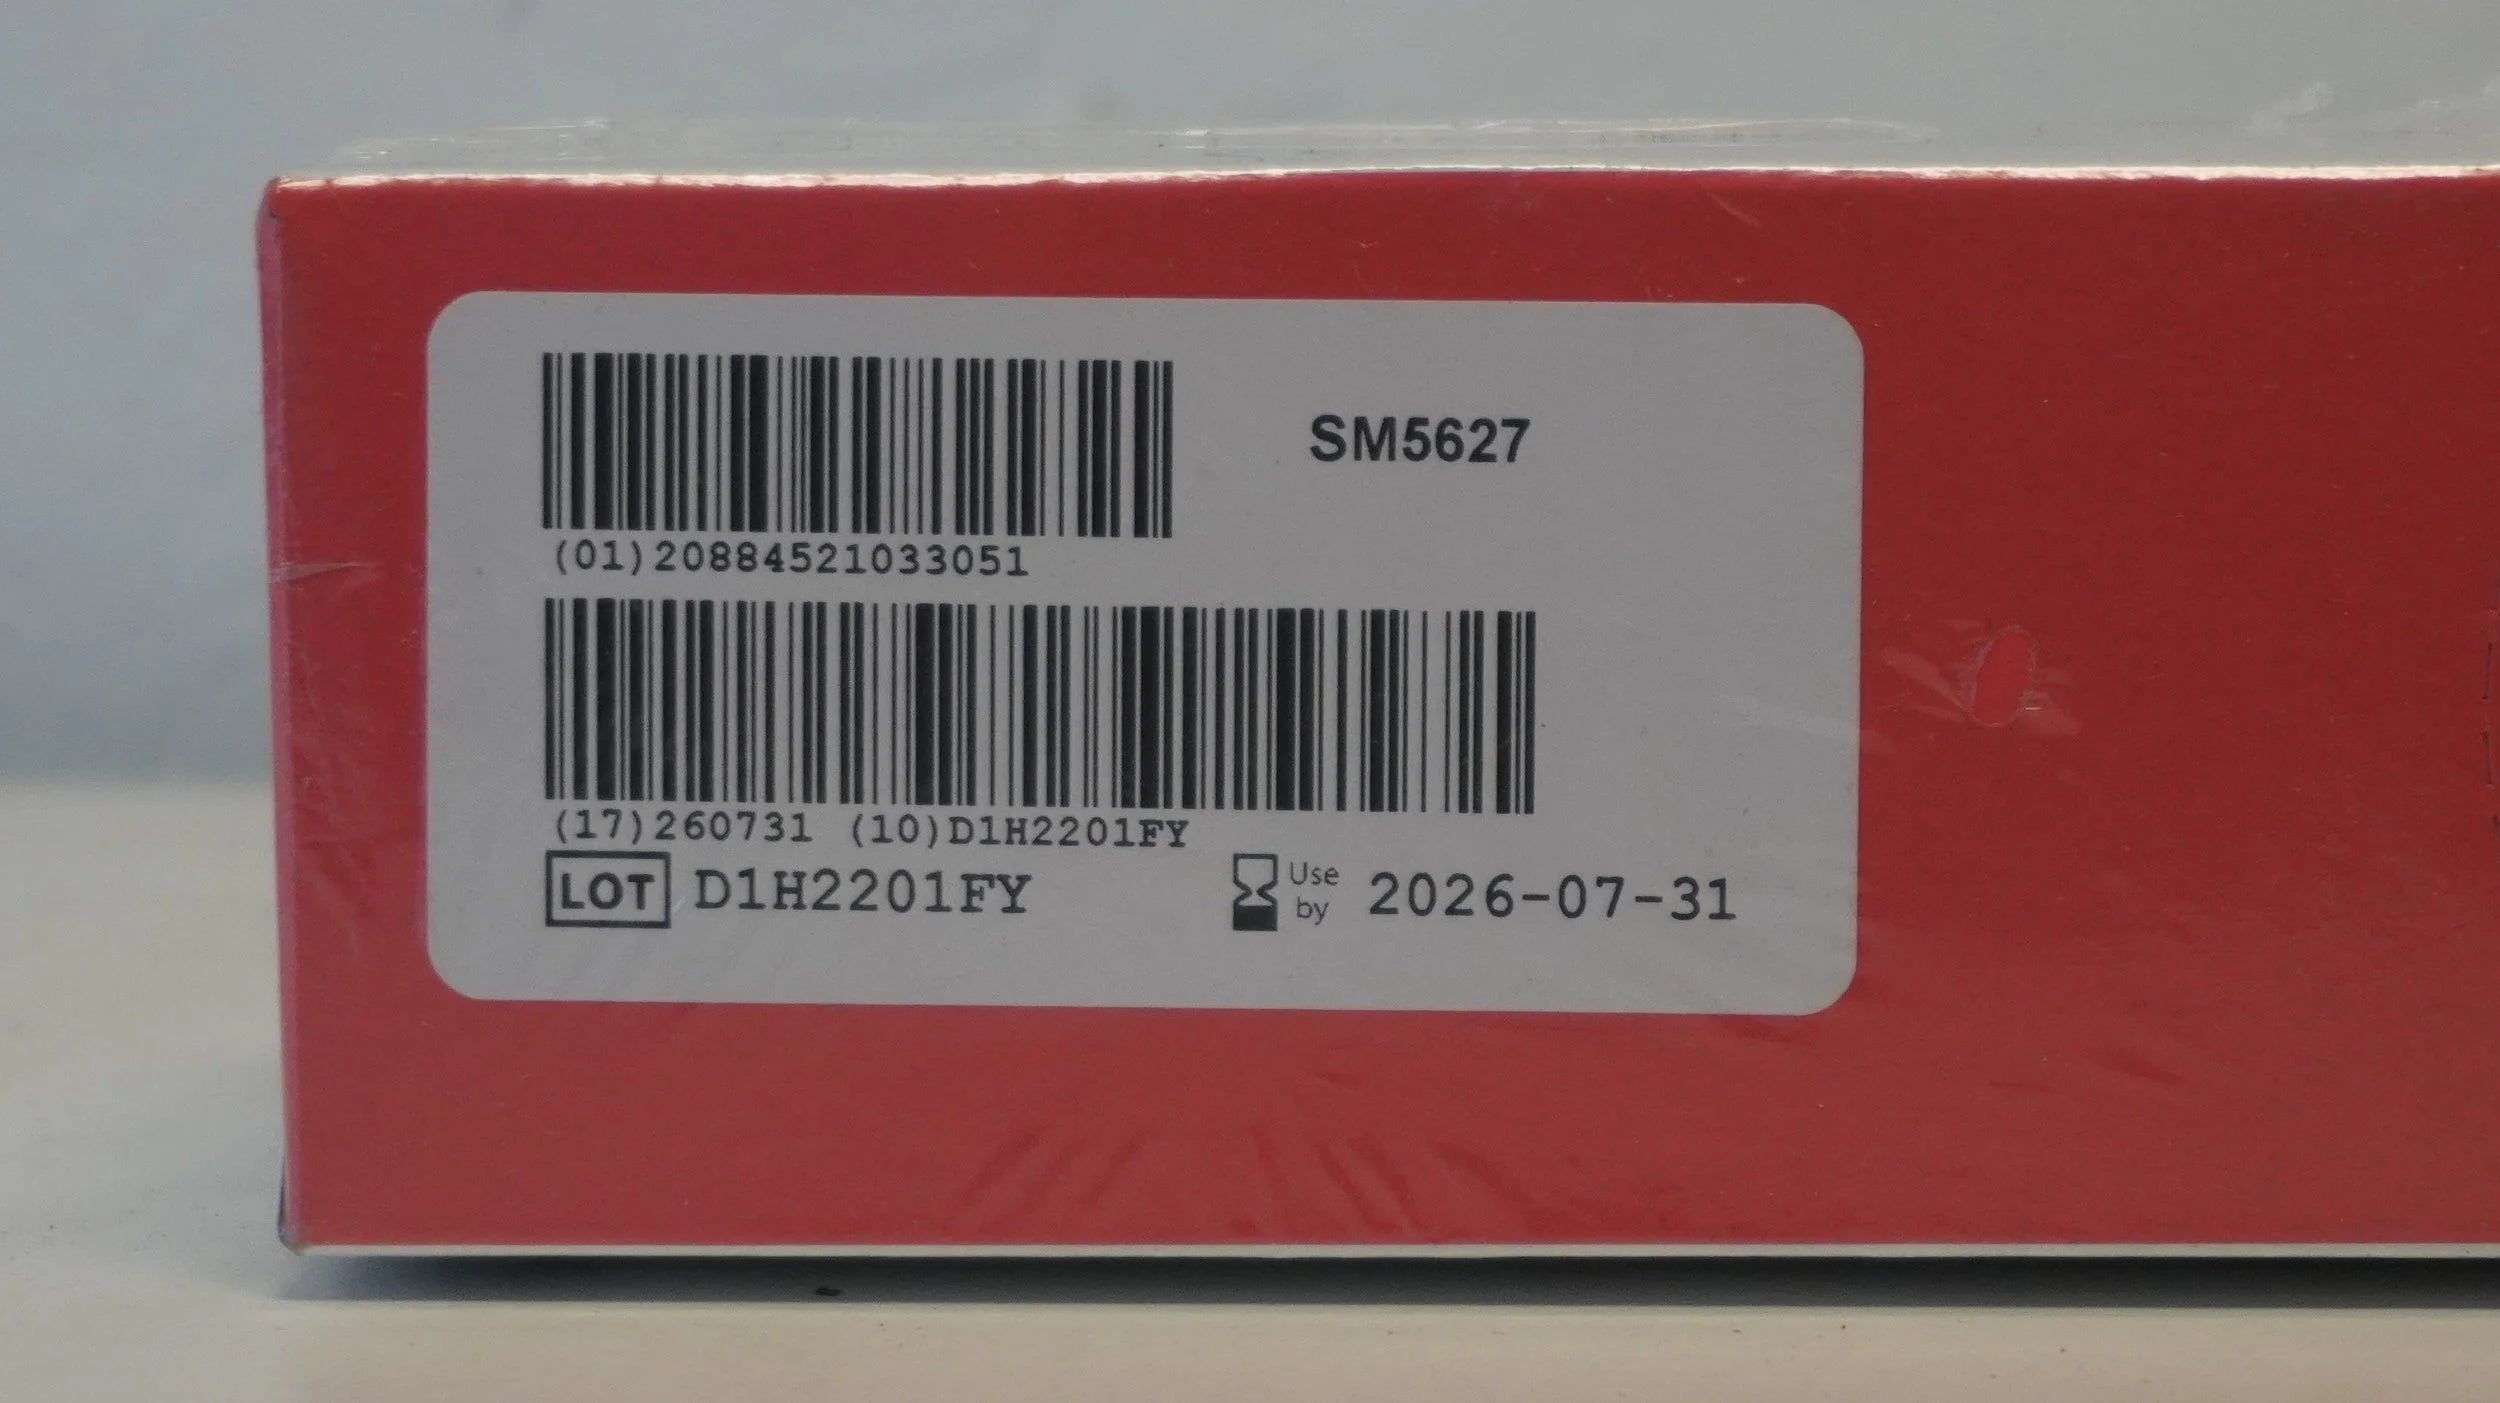 SM5627
(01)20884521033051
(17)260731 (10)D1H2201FY
LOT D1H2201FY
Use by 2026-07-31